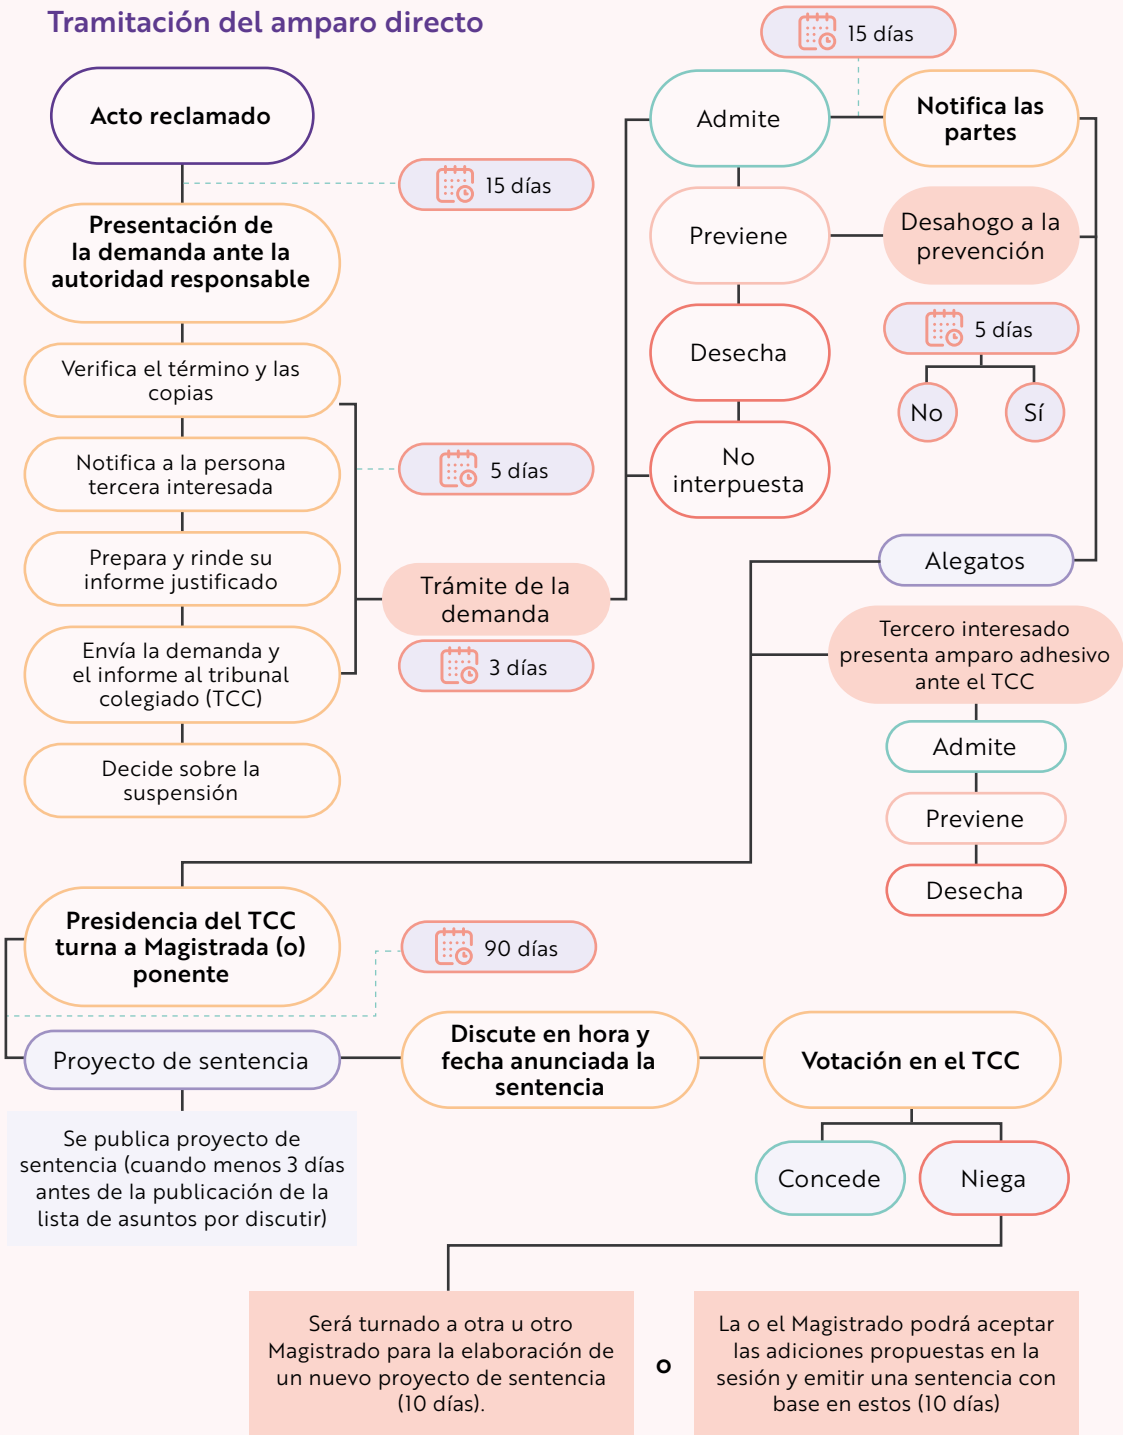 Tramitación del amparo directo
Acto reclamado
15 días
Presentación de
la demanda ante la
autoridad responsable
Verifica el término y las
copias
Notifica a la persona
tercera interesada
5 días
Prepara y rinde su
informe justificado
Envía la demanda y
el informe al tribunal
colegiado (TCC)
Decide sobre la
suspensión
Trámite de la
demanda
3 días
15 días
Admite
Notifica las
partes
Previene
Desahogo a la
prevención
5 días
No
Sí
Desecha
No
interpuesta
Alegatos
Tercero interesado
presenta amparo adhesivo
ante el TCC
Admite
Previene
Desecha
Presidencia del TCC
turna a Magistrada (o)
ponente
90 días
Proyecto de sentencia
Discute en hora y
fecha anunciada la
sentencia
Votación en el TCC
Se publica proyecto de
sentencia (cuando menos 3 días
antes de la publicación de la
lista de asuntos por discutir)
Concede
Niega
Será turnado a otra u otro
Magistrado para la elaboración de
un nuevo proyecto de sentencia
(10 días).
o
La o el Magistrado podrá aceptar
las adiciones propuestas en la
sesión y emitir una sentencia con
base en estos (10 días)